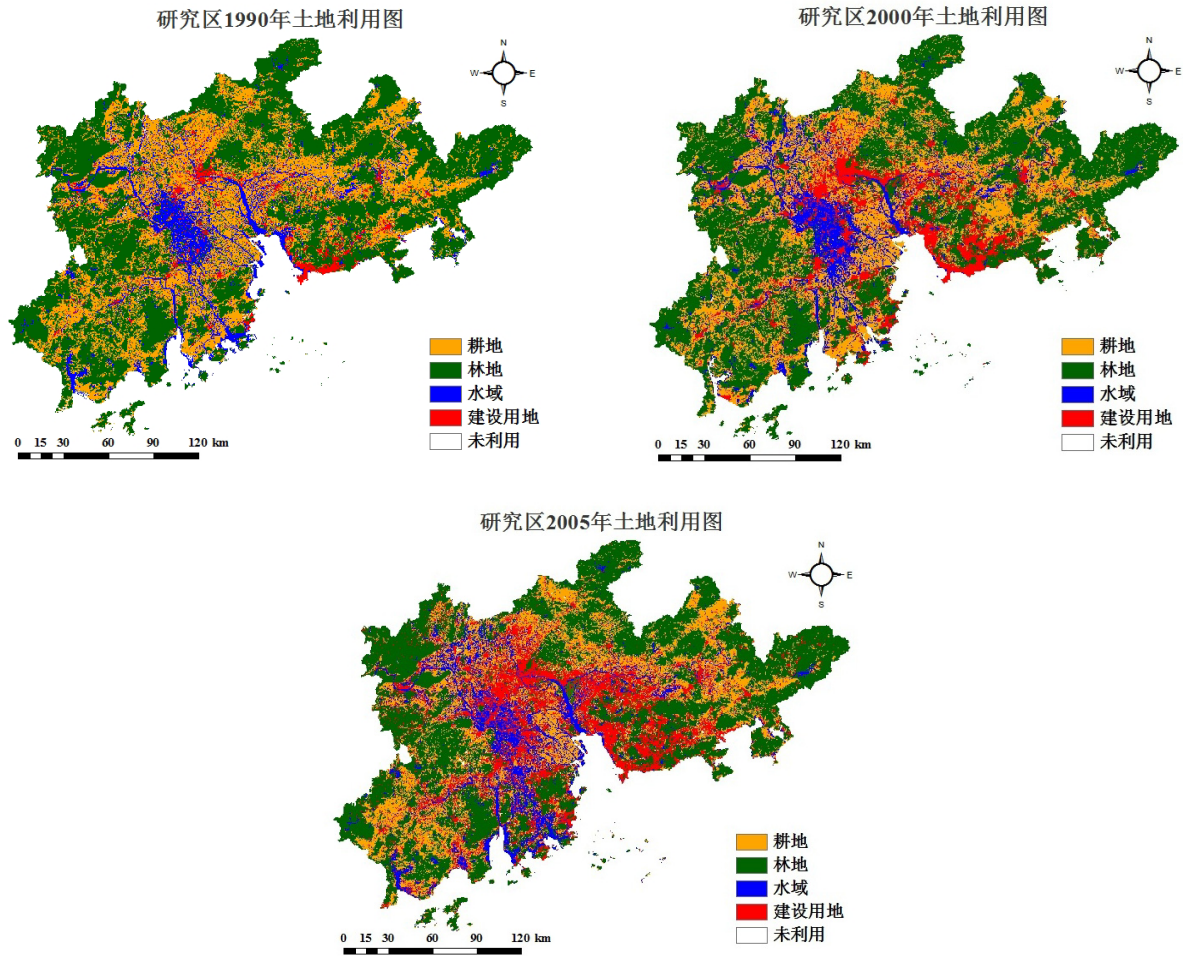 研究区1990年土地利用图
N
W
E
S
耕地
林地
水域
建设用地
未利用
0 15 30 60 90 120 km
研究区2000年土地利用图
N
W
E
S
耕地
林地
水域
建设用地
未利用
0 15 30 60 90 120 km
研究区2005年土地利用图
N
W
E
S
耕地
林地
水域
建设用地
未利用
0 15 30 60 90 120 km